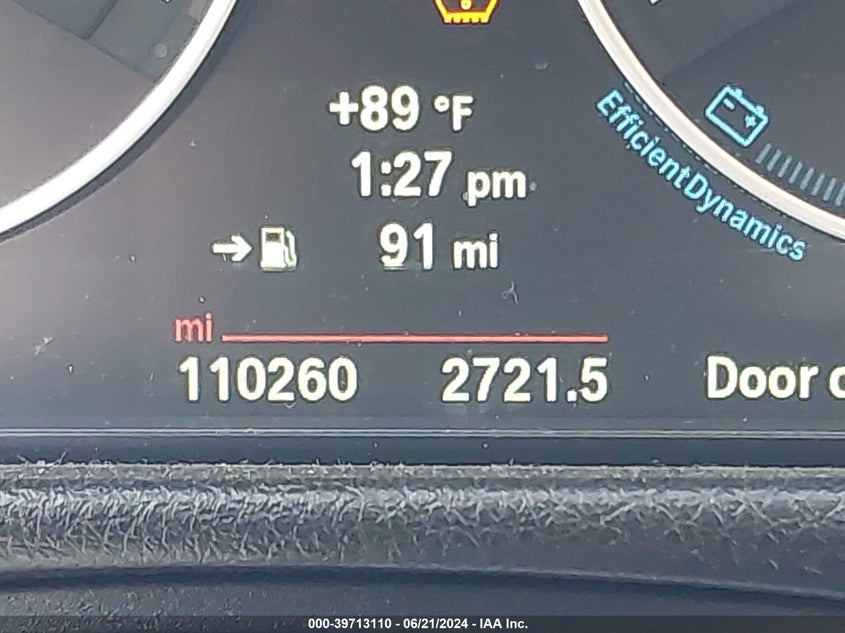 +89 °F
1:27 pm
91 mi
EfficientDynamics
mi
110260 2721.5 Door
000-39713110 - 06/21/2024 - IAA Inc.